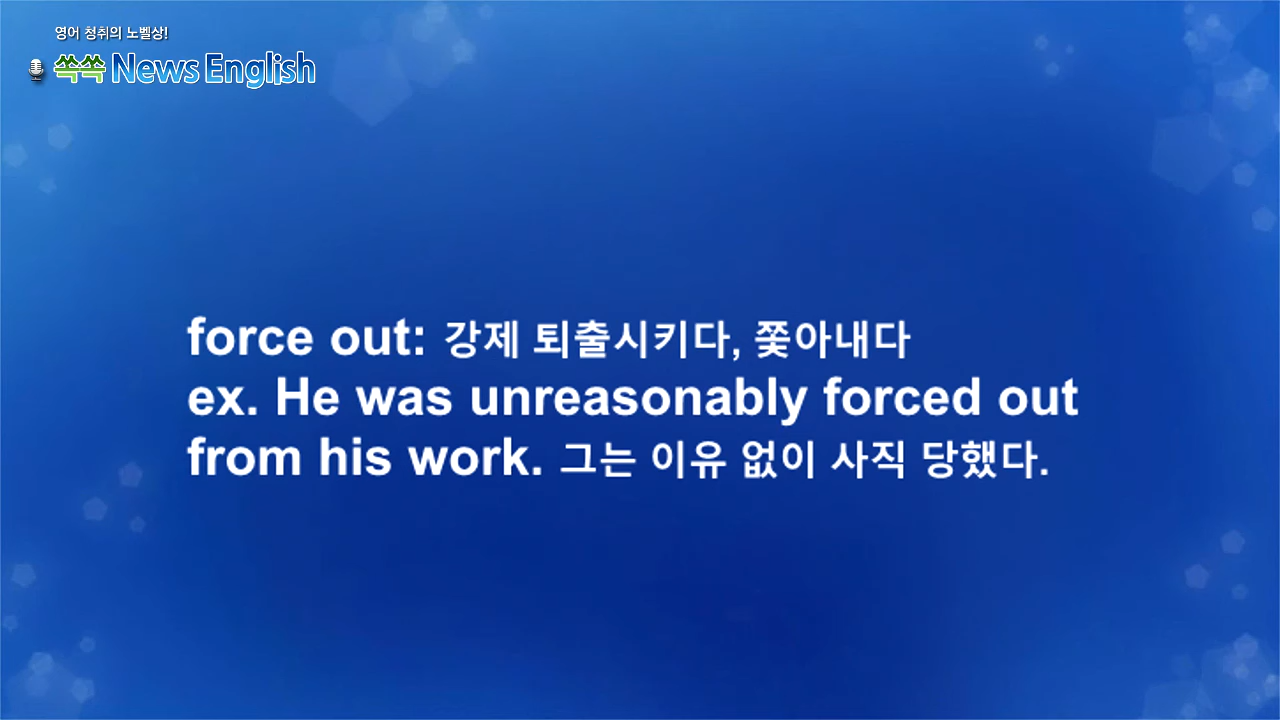 영어 청취의 노벨상!
쏙쏙 News English
force out: 강제 퇴출시키다, 쫓아내다
ex. He was unreasonably forced out
from his work. 그는 이유 없이 사직 당했다.